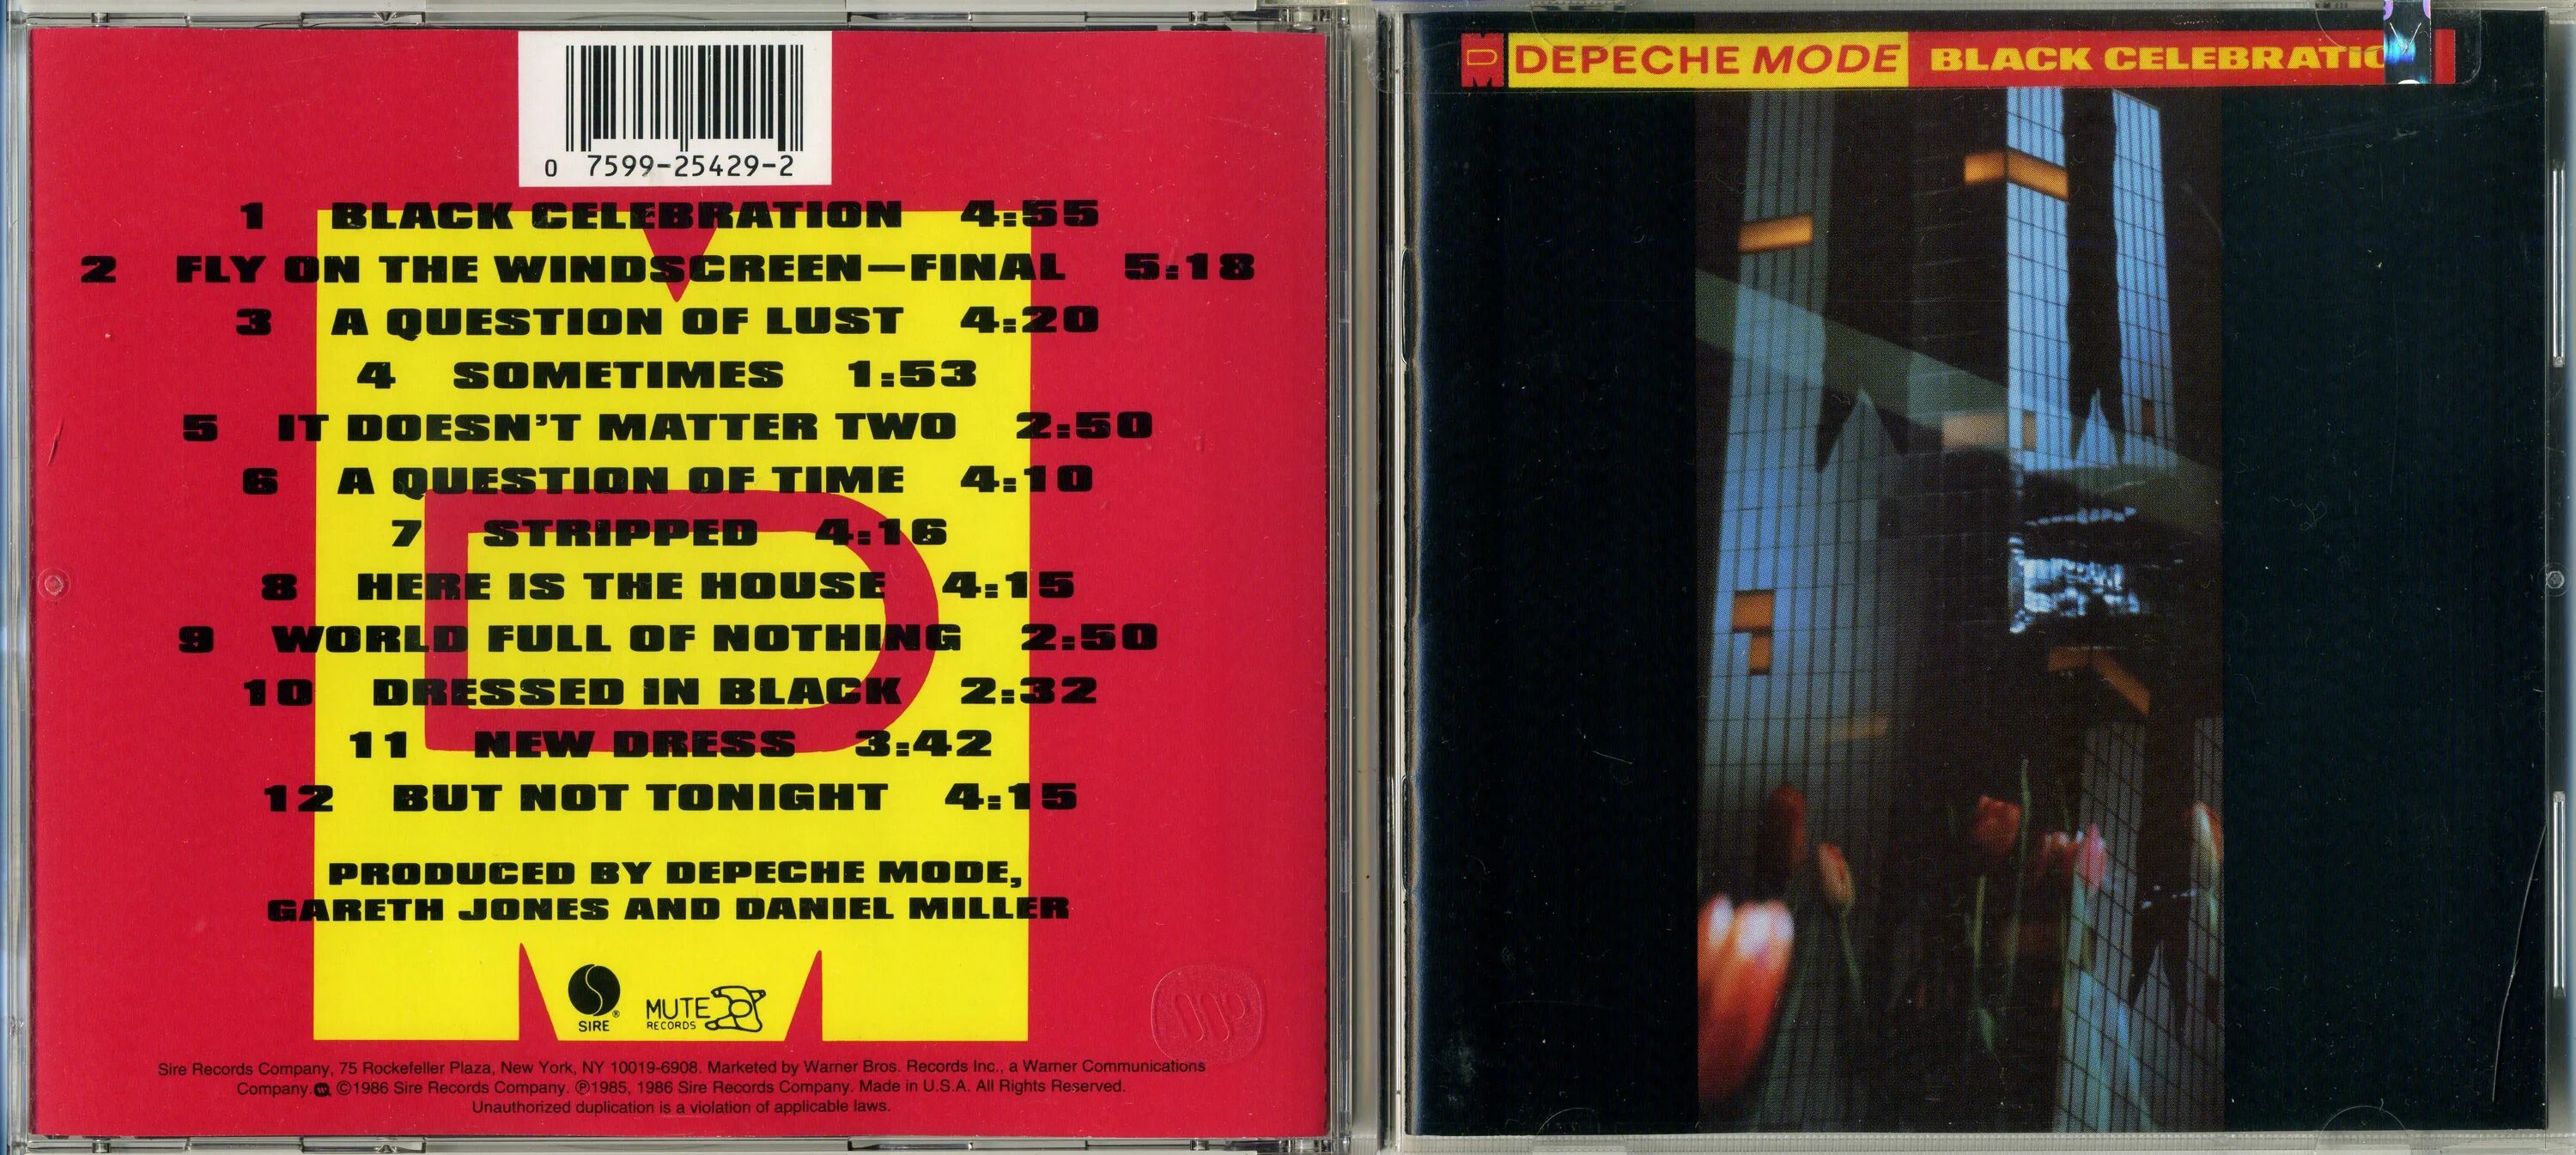 0 7599-25429-2
1 BLACK CELEBRATION 4:55
2 FLY ON THE WINDSCREEN—FINAL 5:18
3 A QUESTION OF LUST 4:20
4 SOMETIMES 1:53
5 IT DOESN'T MATTER TWO 2:50
6 A QUESTION OF TIME 4:10
7 STRIPPED 4:16
8 HERE IS THE HOUSE 4:15
9 WORLD FULL OF NOTHING 2:50
10 DRESSED IN BLACK 2:32
11 NEW DRESS 3:42
12 BUT NOT TONIGHT 4:15
PRODUCED BY DEPECHE MODE,
GARETH JONES AND DANIEL MILLER
SIRE ®
MUTE
RECORDS
Sire Records Company, 75 Rockefeller Plaza, New York, NY 10019-6908. Marketed by Warner Bros. Records Inc., a Warner Communications
Company. ©1986 Sire Records Company. ℗1985, 1986 Sire Records Company. Made in U.S.A. All Rights Reserved.
Unauthorized duplication is a violation of applicable laws.
DM DEPECHE MODE BLACK CELEBRATIO